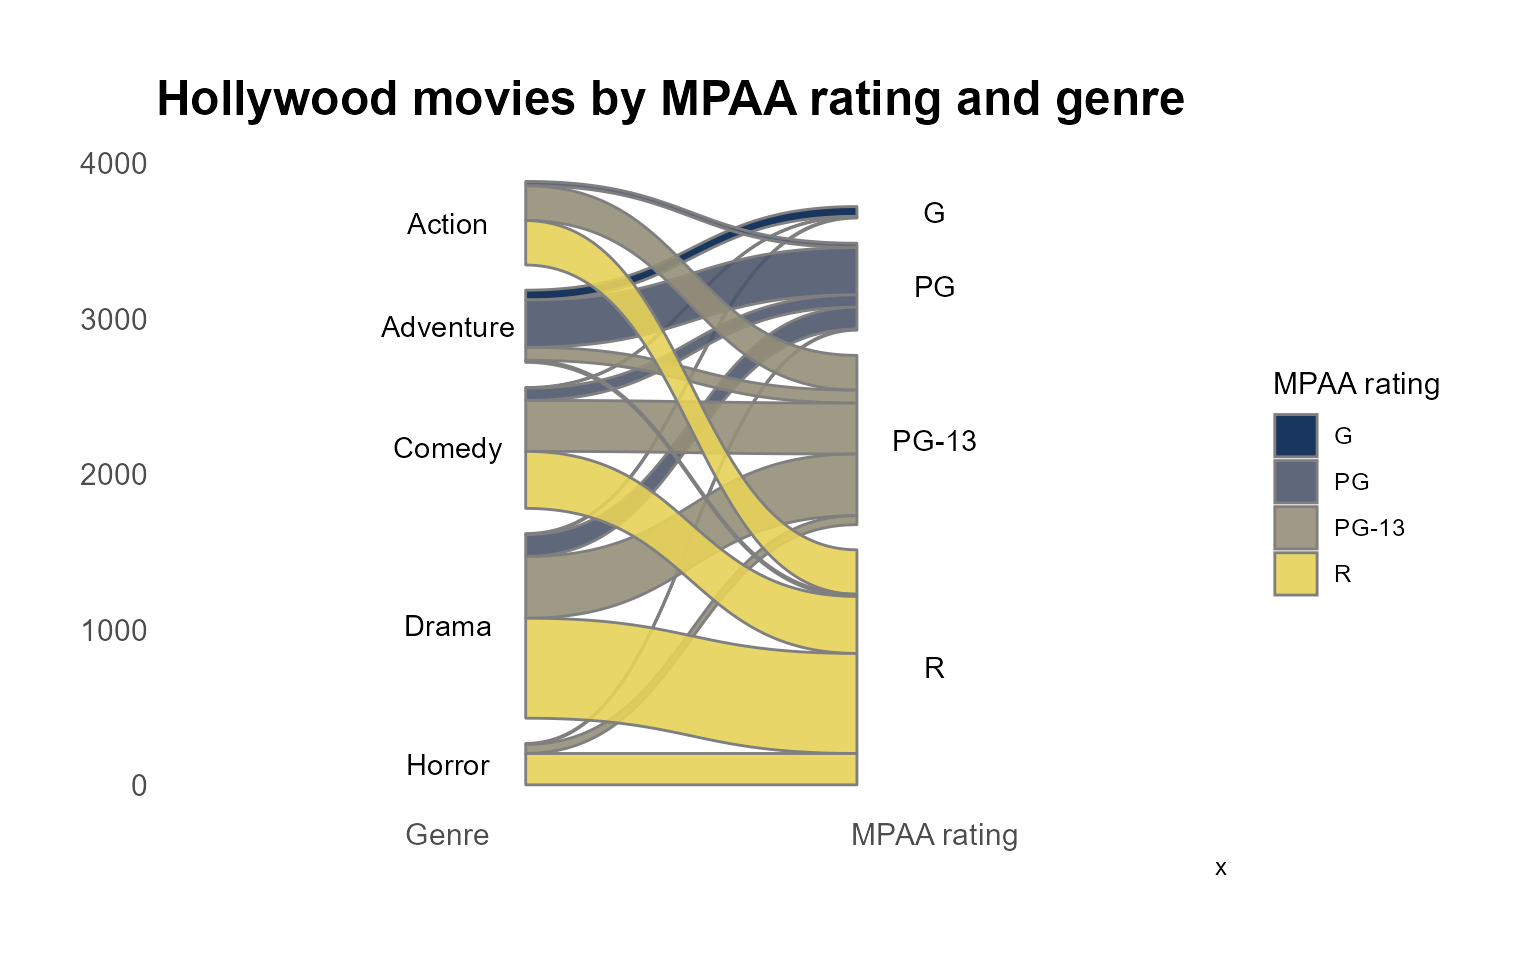 Hollywood movies by MPAA rating and genre
4000
3000
2000
1000
0
Action
Adventure
Comedy
Drama
Horror
G
PG
PG-13
R
Genre
MPAA rating
x
MPAA rating
G
PG
PG-13
R